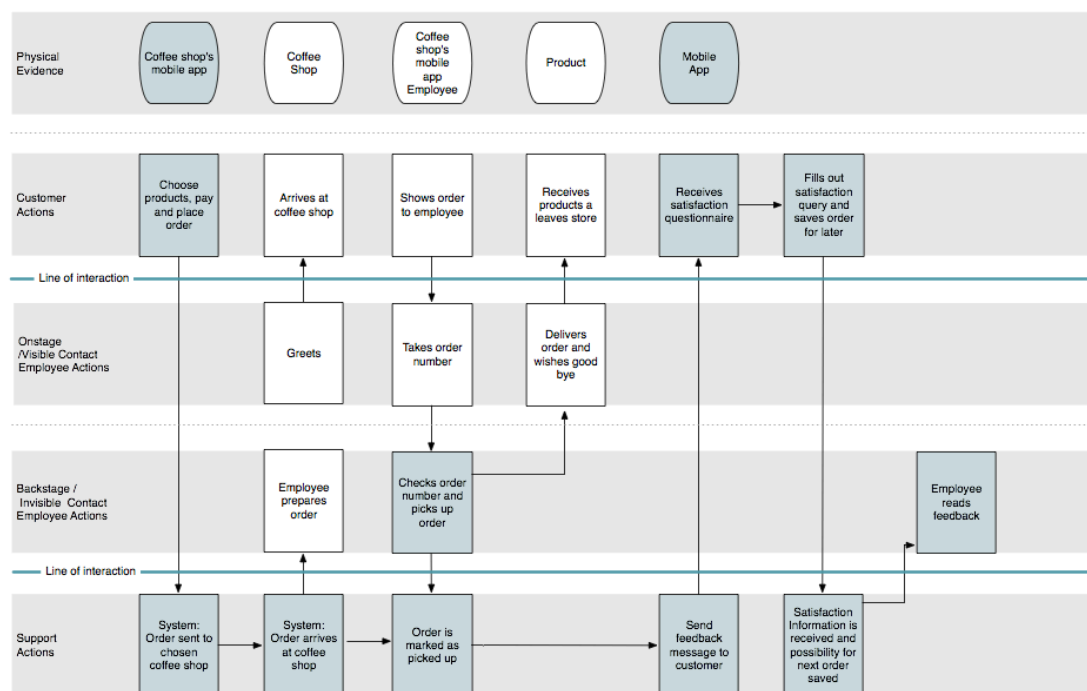 Physical
Evidence
Coffee shop's
mobile app
Coffee
Shop
Coffee
shop's
mobile
app
Employee
Product
Mobile
App
Customer
Actions
Choose
products, pay
and place
order
Arrives at
coffee shop
Shows order
to employee
Receives
products a
leaves store
Receives
satisfaction
questionnaire
Fills out
satisfaction
query and
saves order
for later
Line of interaction
Onstage
/Visible Contact
Employee Actions
Greets
Takes order
number
Delivers
order and
wishes good
bye
Backstage /
Invisible Contact
Employee Actions
Employee
prepares
order
Checks order
number and
picks up
order
Employee
reads
feedback
Line of interaction
Support
Actions
System:
Order sent to
chosen
coffee shop
System:
Order arrives
at coffee
shop
Order is
marked as
picked up
Send
feedback
message to
customer
Satisfaction
Information is
received and
possibility for
next order
saved